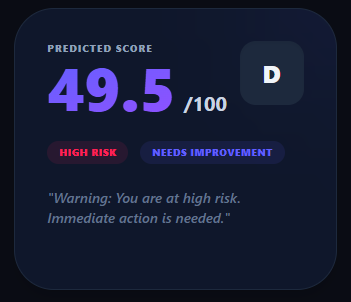 PREDICTED SCORE
49.5 /100
D
HIGH RISK
NEEDS IMPROVEMENT
"Warning: You are at high risk.
Immediate action is needed."